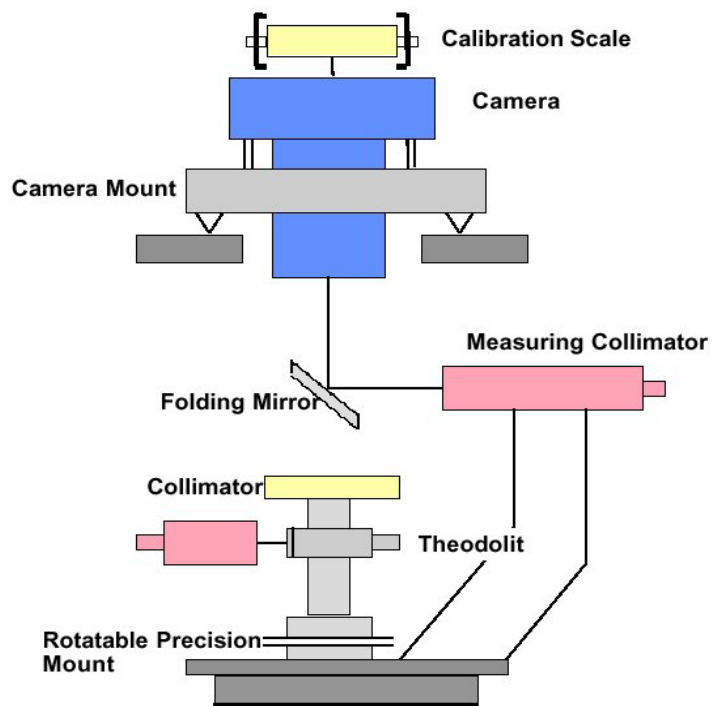 Calibration Scale
Camera
Camera Mount
Measuring Collimator
Folding Mirror
Collimator
Theodolit
Rotatable Precision
Mount